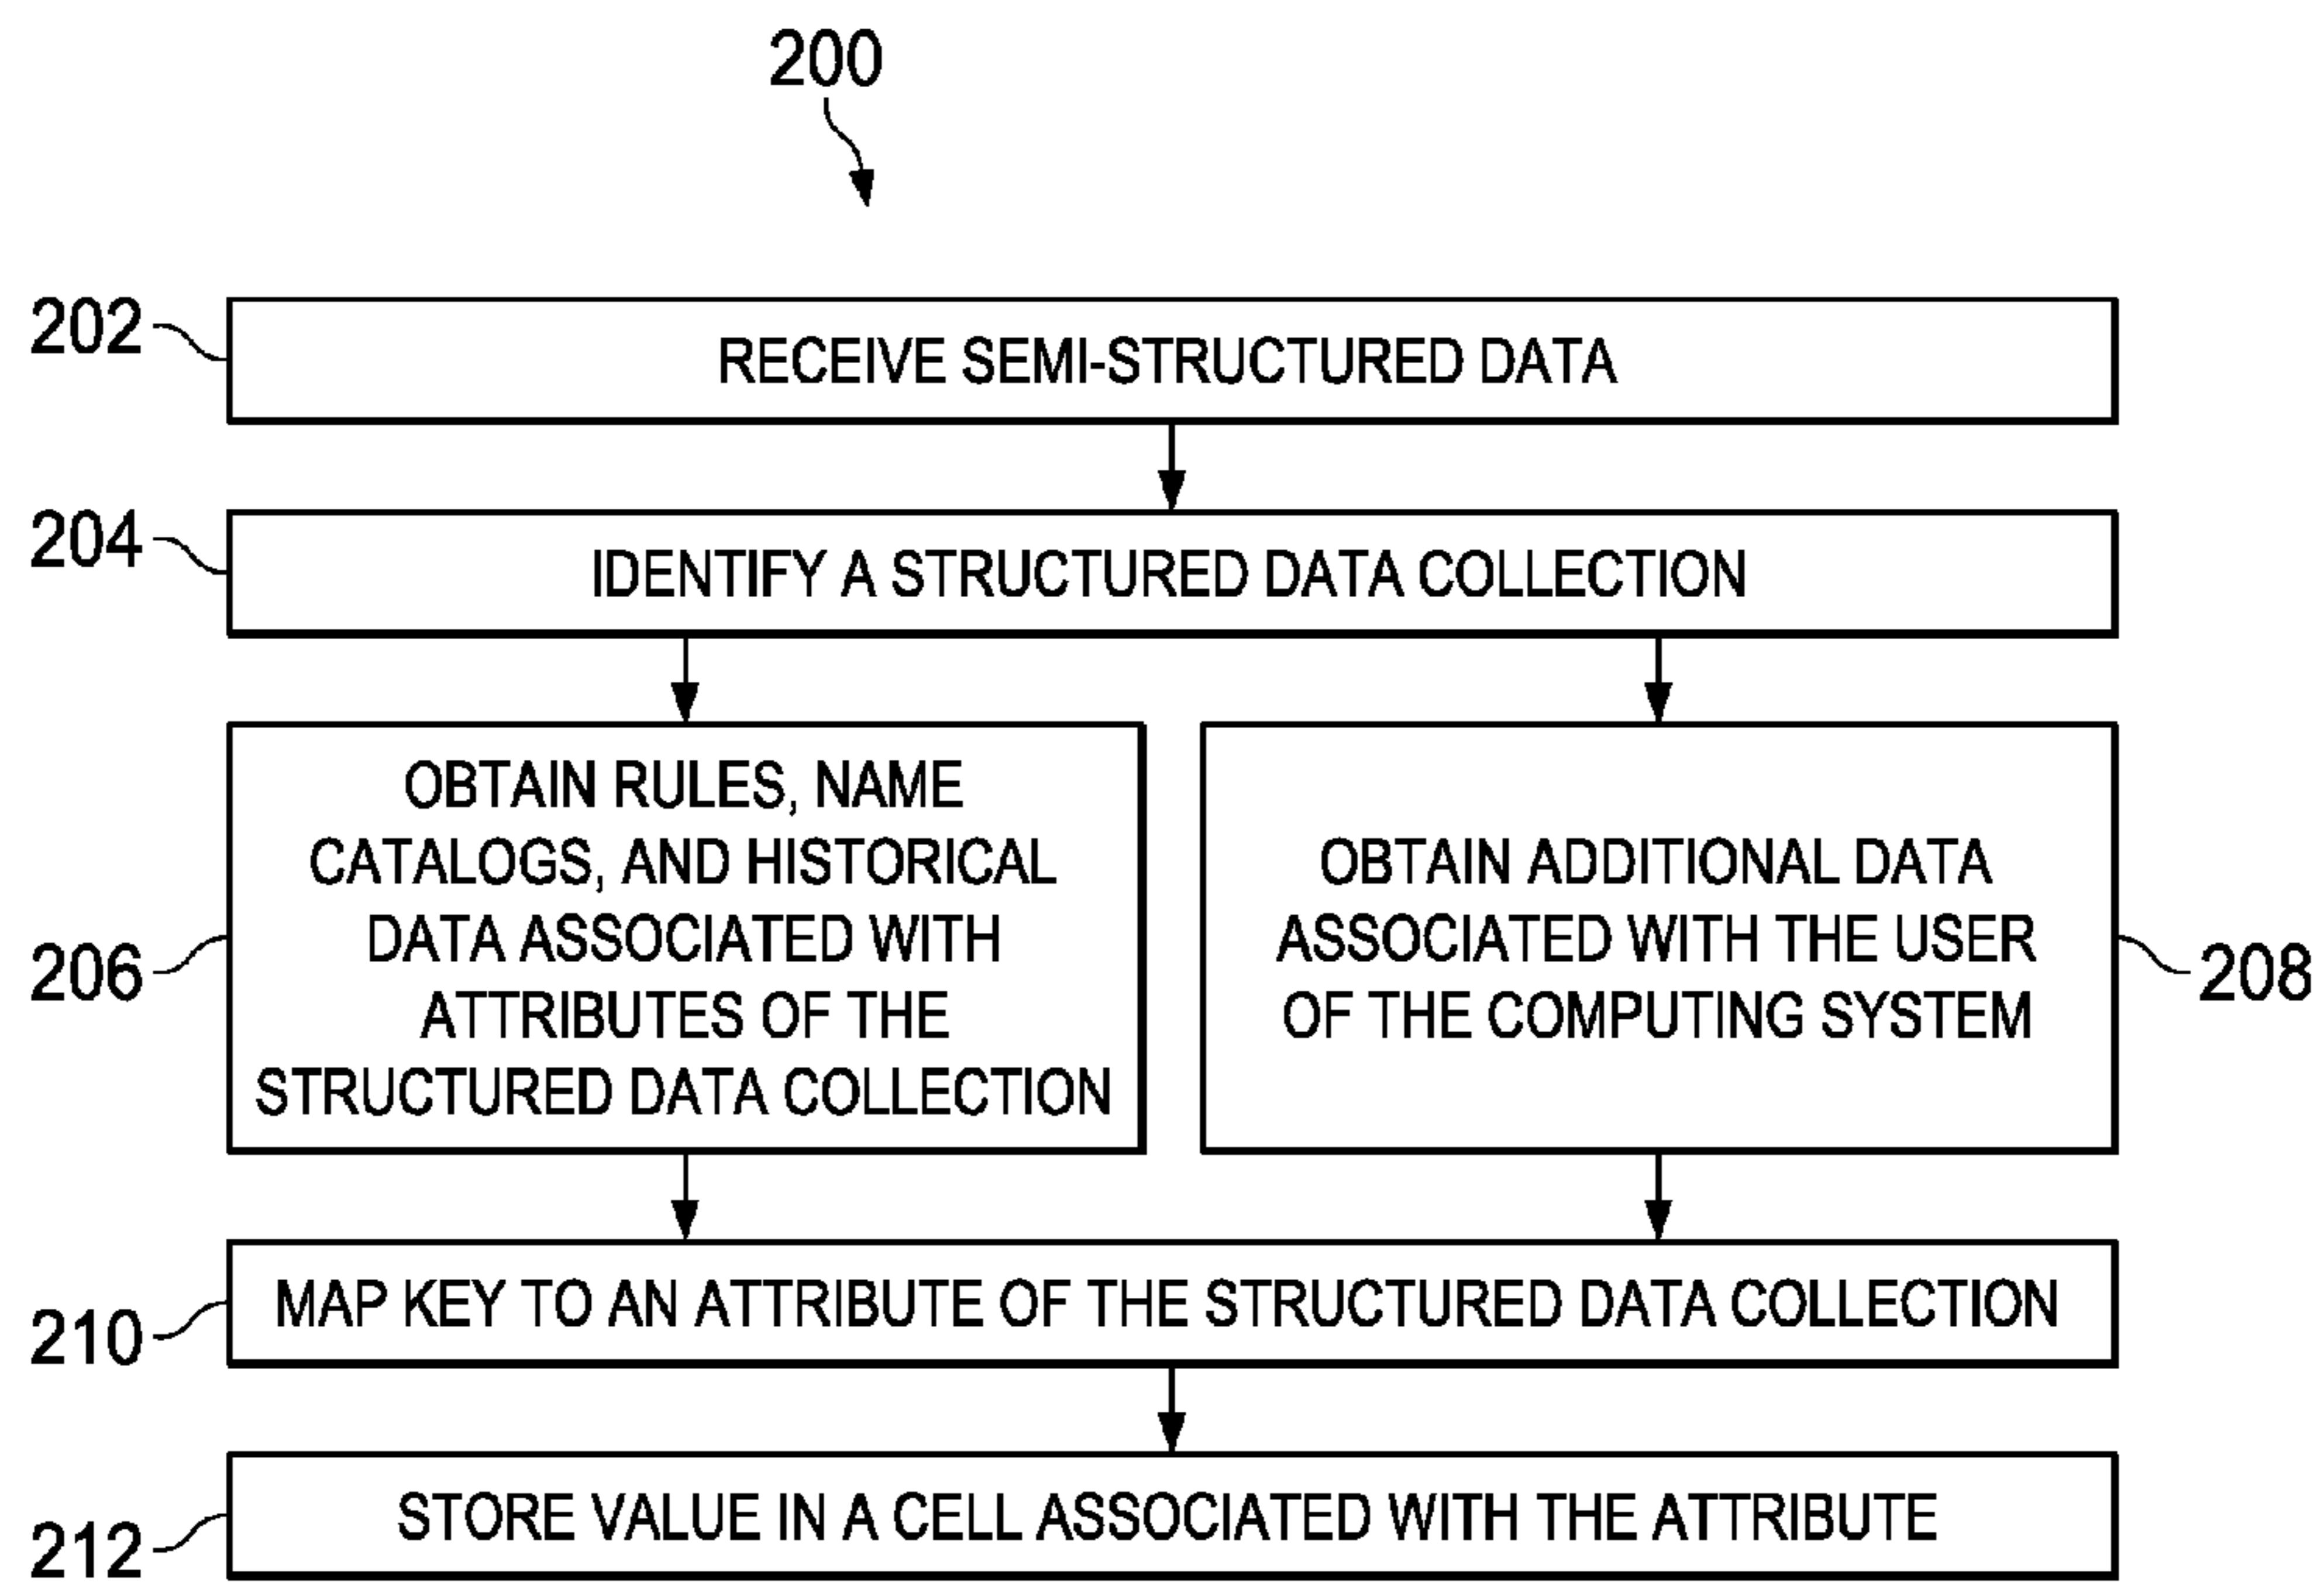 200
202
RECEIVE SEMI-STRUCTURED DATA
204
IDENTIFY A STRUCTURED DATA COLLECTION
206
OBTAIN RULES, NAME
CATALOGS, AND HISTORICAL
DATA ASSOCIATED WITH
ATTRIBUTES OF THE
STRUCTURED DATA COLLECTION
OBTAIN ADDITIONAL DATA
ASSOCIATED WITH THE USER
OF THE COMPUTING SYSTEM
208
210
MAP KEY TO AN ATTRIBUTE OF THE STRUCTURED DATA COLLECTION
212
STORE VALUE IN A CELL ASSOCIATED WITH THE ATTRIBUTE